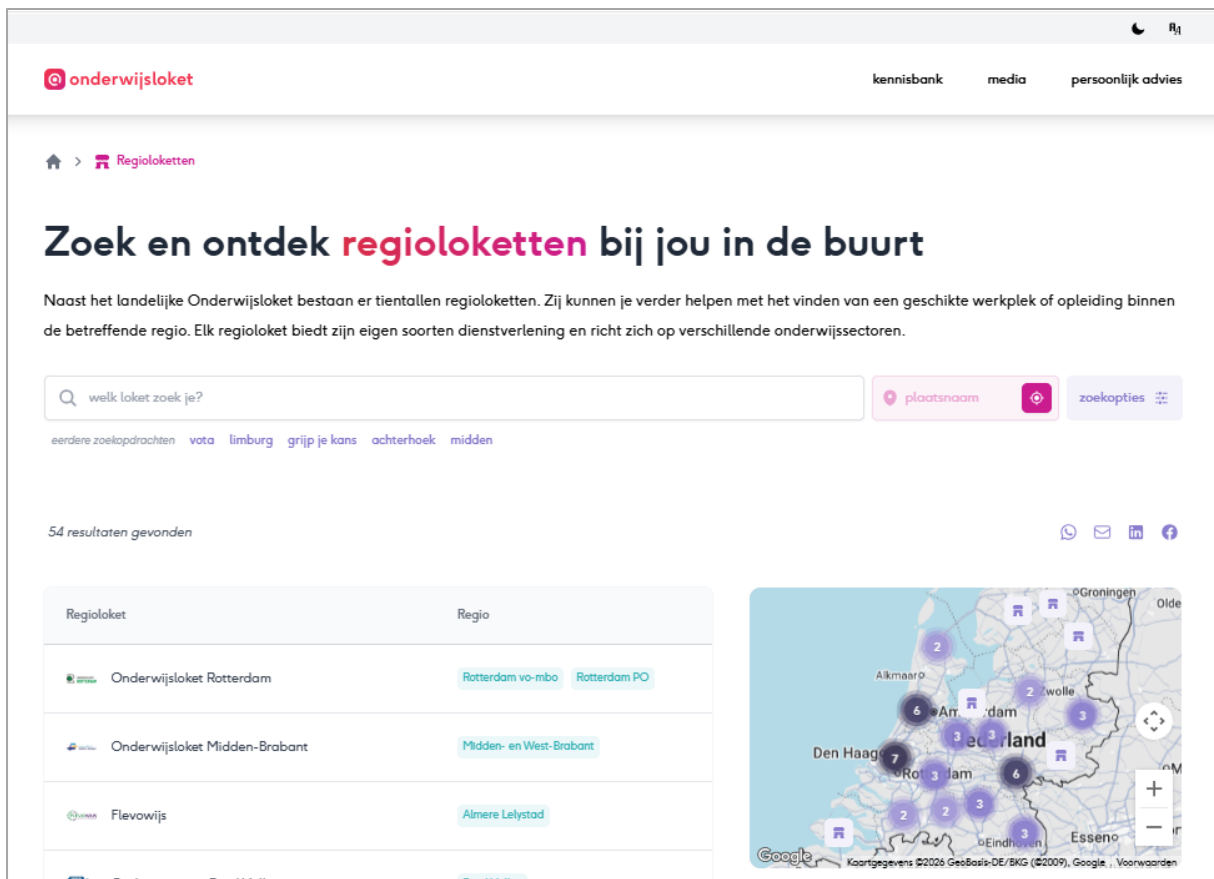 onderwijsloket
kennisbank media persoonlijk advies
Regioloketten
Zoek en ontdek regioloketten bij jou in de buurt
Naast het landelijke Onderwijsloket bestaan er tientallen regioloketten. Zij kunnen je verder helpen met het vinden van een geschikte werkplek of opleiding binnen
de betreffende regio. Elk regioloket biedt zijn eigen soorten dienstverlening en richt zich op verschillende onderwijssectoren.
welk loket zoek je?
plaatsnaam
zoekopties
eerdere zoekopdrachten vota limburg grijp je kans achterhoek midden
54 resultaten gevonden
Regioloket Regio
Onderwijsloket Rotterdam Rotterdam vo-mbo Rotterdam PO
Onderwijsloket Midden-Brabant Midden- en West-Brabant
Flevowijs Almere Lelystad
Groningen
Olde
2
Alkmaar
2 Zwolle
6 Am dam 3
3 3 Nederland
Den Haag 7
Rot 3 dam 6
2 2 3
Eindhoven 3 Essen
Google
Kaartgegevens ©2026 GeoBasis-DE/BKG (©2009), Google Voorwaarden